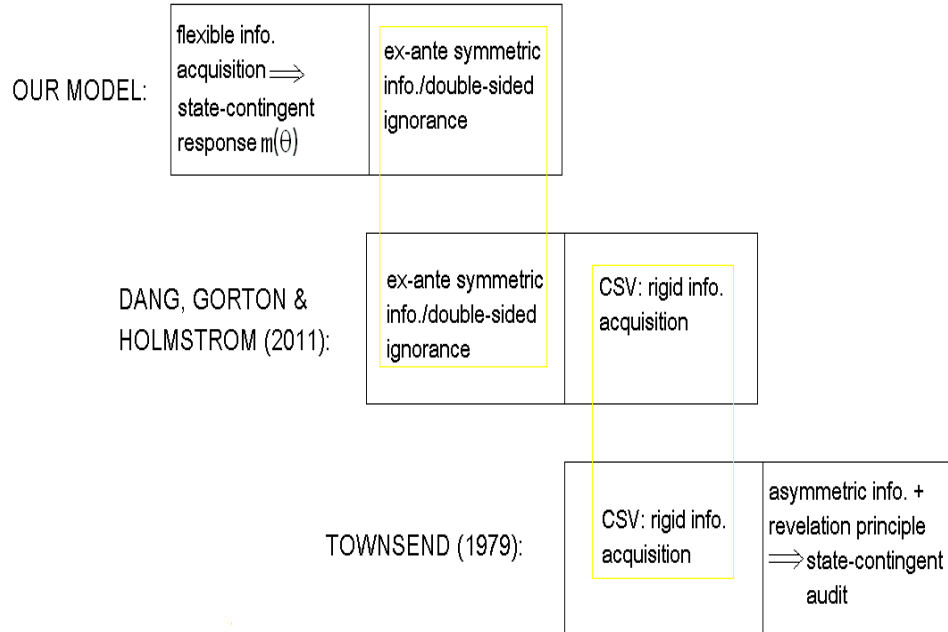 OUR MODEL:
flexible info.
acquisition ⟹
state-contingent
response m(θ)
ex-ante symmetric
info./double-sided
ignorance
DANG, GORTON &
HOLMSTROM (2011):
ex-ante symmetric
info./double-sided
ignorance
CSV: rigid info.
acquisition
TOWNSEND (1979):
CSV: rigid info.
acquisition
asymmetric info. +
revelation principle
⟹ state-contingent
audit